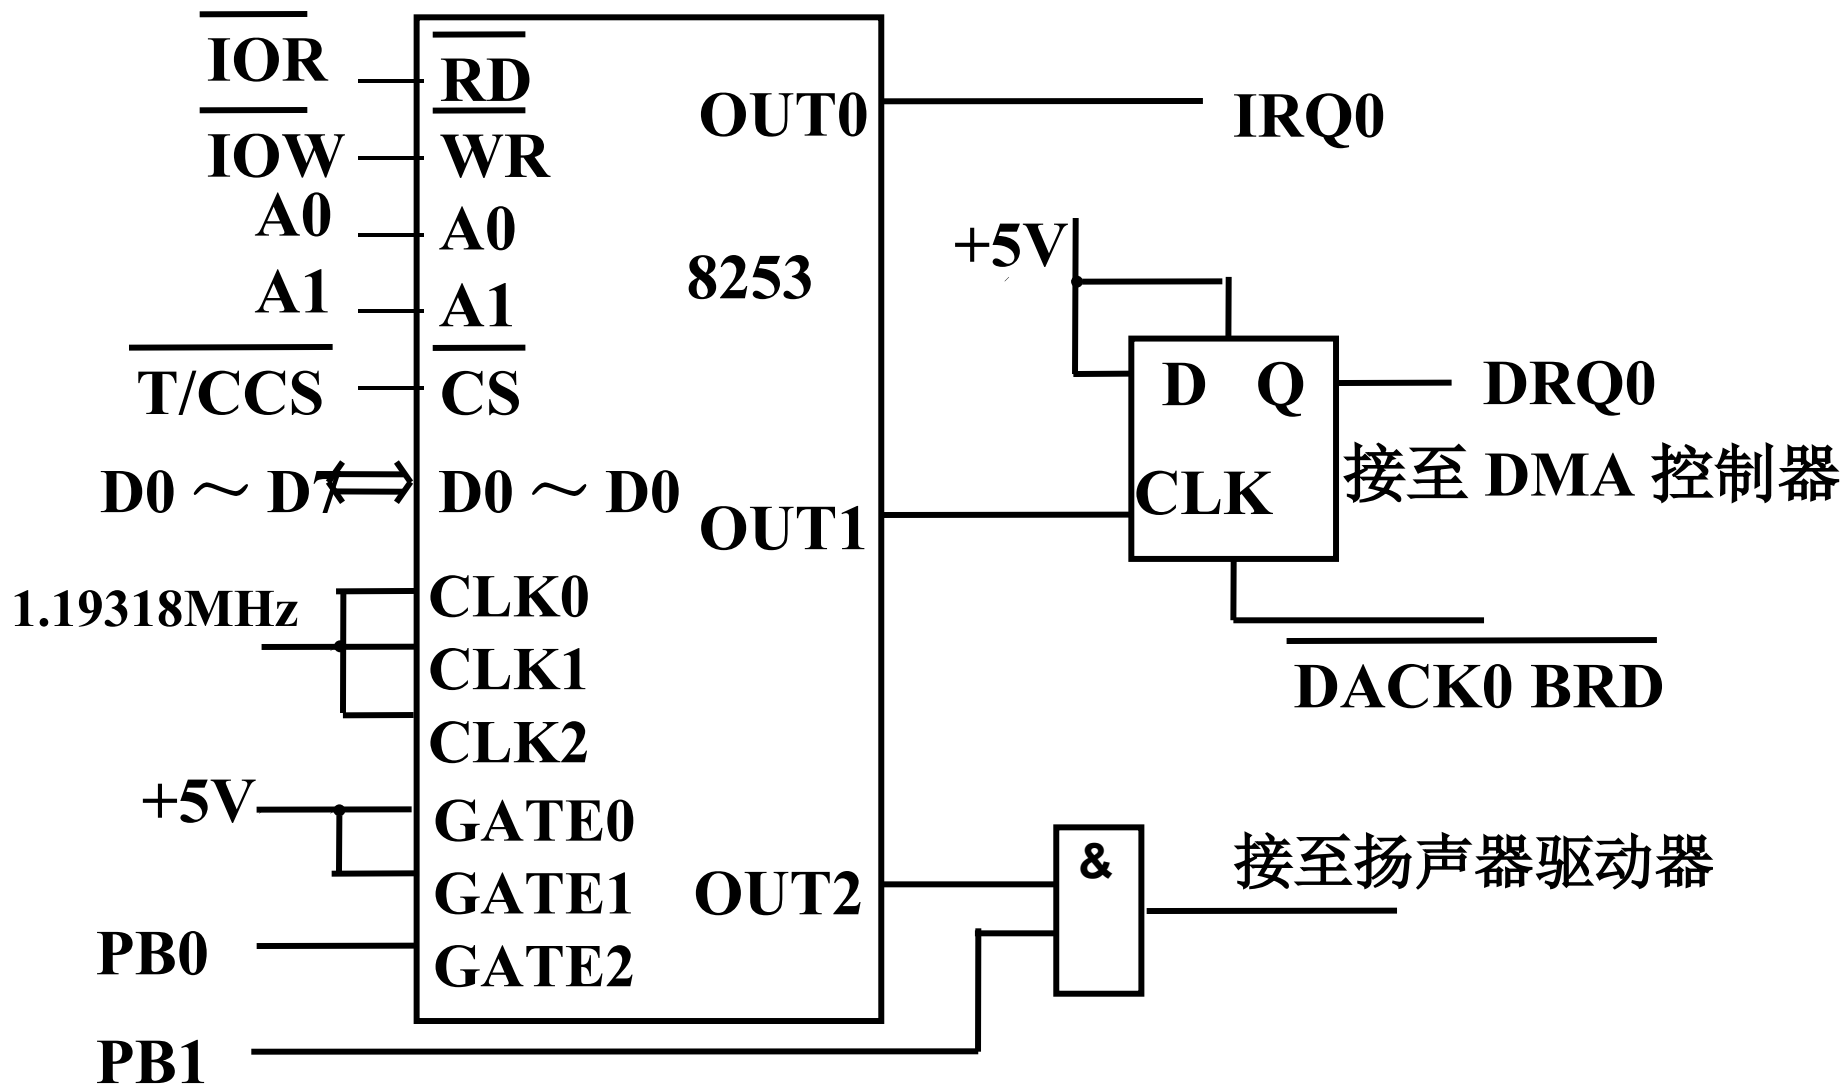 IOR
RD
IOW
WR
A0
A0
A1
A1
T/CCS
CS
D0～D7
D0～D0
1.19318MHz
CLK0
CLK1
CLK2
+5V
GATE0
GATE1
PB0
GATE2
PB1
8253
OUT0
IRQ0
+5V
D Q
DRQ0
CLK
接至 DMA 控制器
OUT1
DACK0 BRD
OUT2
&
接至扬声器驱动器